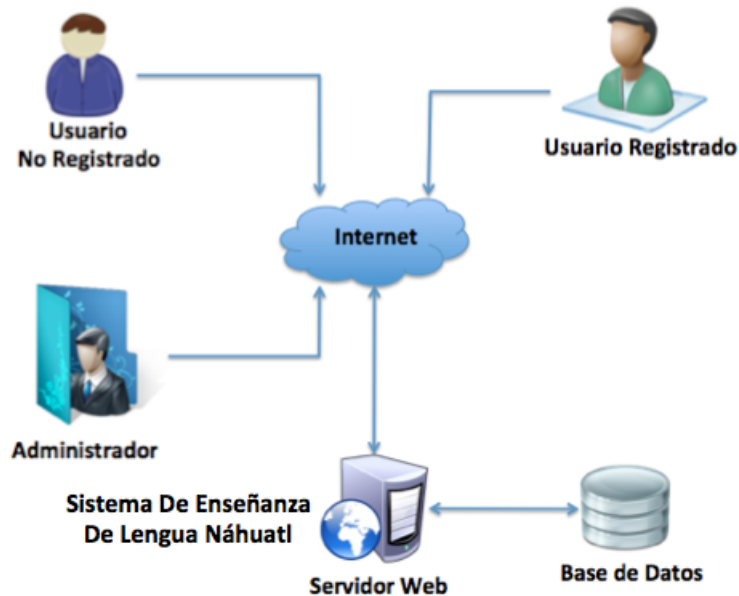 Usuario
No Registrado
Usuario Registrado
Internet
Administrador
Sistema De Enseñanza
De Lengua Náhuatl
Servidor Web
Base de Datos